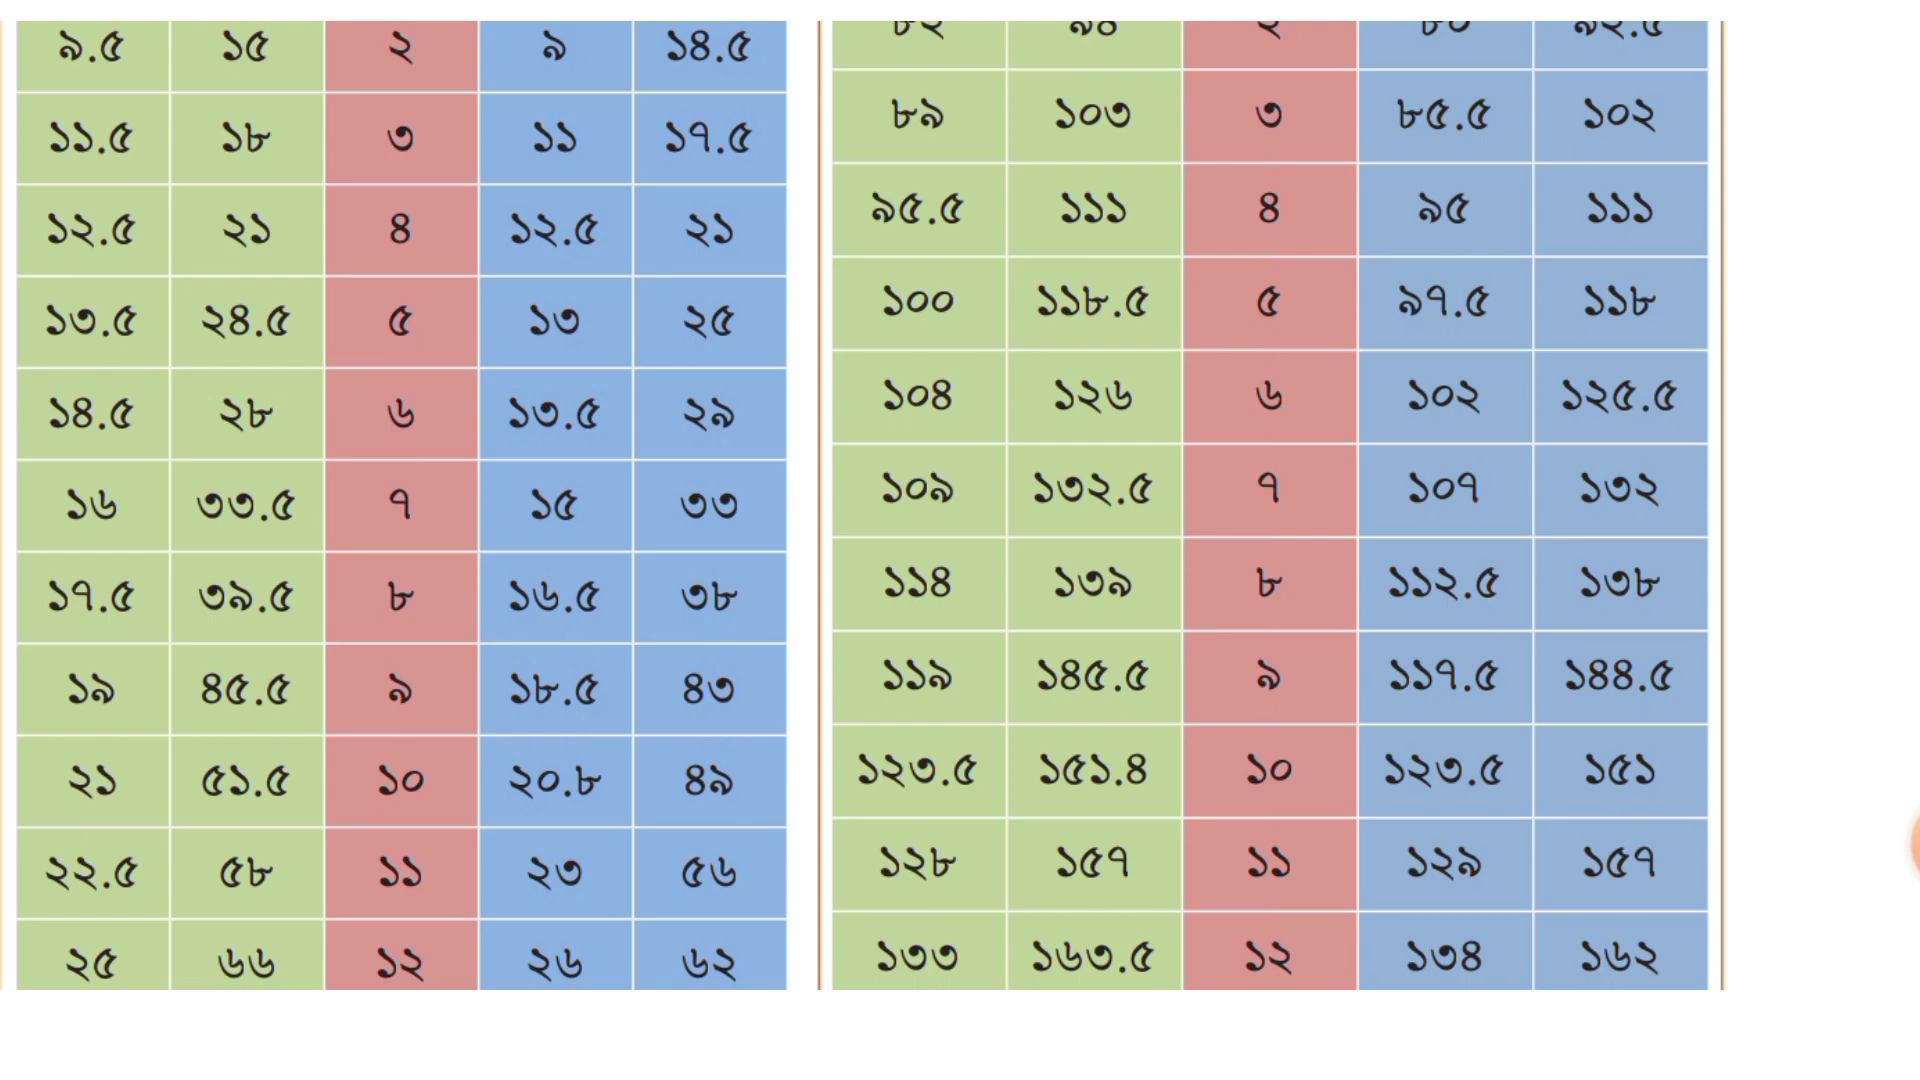 ৯.৫ ১৫ ২ ৯ ১৪.৫
১১.৫ ১৮ ৩ ১১ ১৭.৫
১২.৫ ২১ ৪ ১২.৫ ২১
১৩.৫ ২৪.৫ ৫ ১৩ ২৫
১৪.৫ ২৮ ৬ ১৩.৫ ২৯
১৬ ৩৩.৫ ৭ ১৫ ৩৩
১৭.৫ ৩৯.৫ ৮ ১৬.৫ ৩৮
১৯ ৪৫.৫ ৯ ১৮.৫ ৪৩
২১ ৫১.৫ ১০ ২০.৮ ৪৯
২২.৫ ৫৮ ১১ ২৩ ৫৬
২৫ ৬৬ ১২ ২৬ ৬২
৮২ ৯৪ ২ ৮০ ৯২.৫
৮৯ ১০৩ ৩ ৮৫.৫ ১০২
৯৫.৫ ১১১ ৪ ৯৫ ১১১
১০০ ১১৮.৫ ৫ ৯৭.৫ ১১৮
১০৪ ১২৬ ৬ ১০২ ১২৫.৫
১০৯ ১৩২.৫ ৭ ১০৭ ১৩২
১১৪ ১৩৯ ৮ ১১২.৫ ১৩৮
১১৯ ১৪৫.৫ ৯ ১১৭.৫ ১৪৪.৫
১২৩.৫ ১৫১.৪ ১০ ১২৩.৫ ১৫১
১২৮ ১৫৭ ১১ ১২৯ ১৫৭
১৩৩ ১৬৩.৫ ১২ ১৩৪ ১৬২